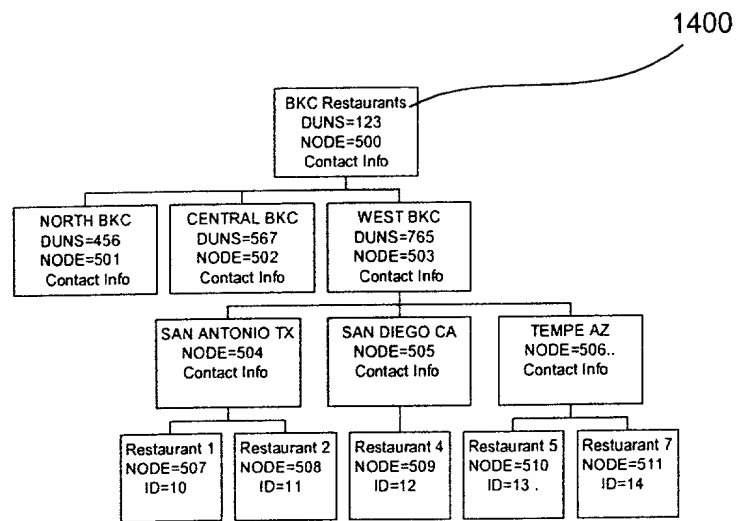 1400
BKC Restaurants
DUNS=123
NODE=500
Contact Info
NORTH BKC
DUNS=456
NODE=501
Contact Info
CENTRAL BKC
DUNS=567
NODE=502
Contact Info
WEST BKC
DUNS=765
NODE=503
Contact Info
SAN ANTONIO TX
NODE=504
Contact Info
SAN DIEGO CA
NODE=505
Contact Info
TEMPE AZ
NODE=506..
Contact Info
Restaurant 1
NODE=507
ID=10
Restaurant 2
NODE=508
ID=11
Restaurant 4
NODE=509
ID=12
Restaurant 5
NODE=510
ID=13 .
Restuarant 7
NODE=511
ID=14